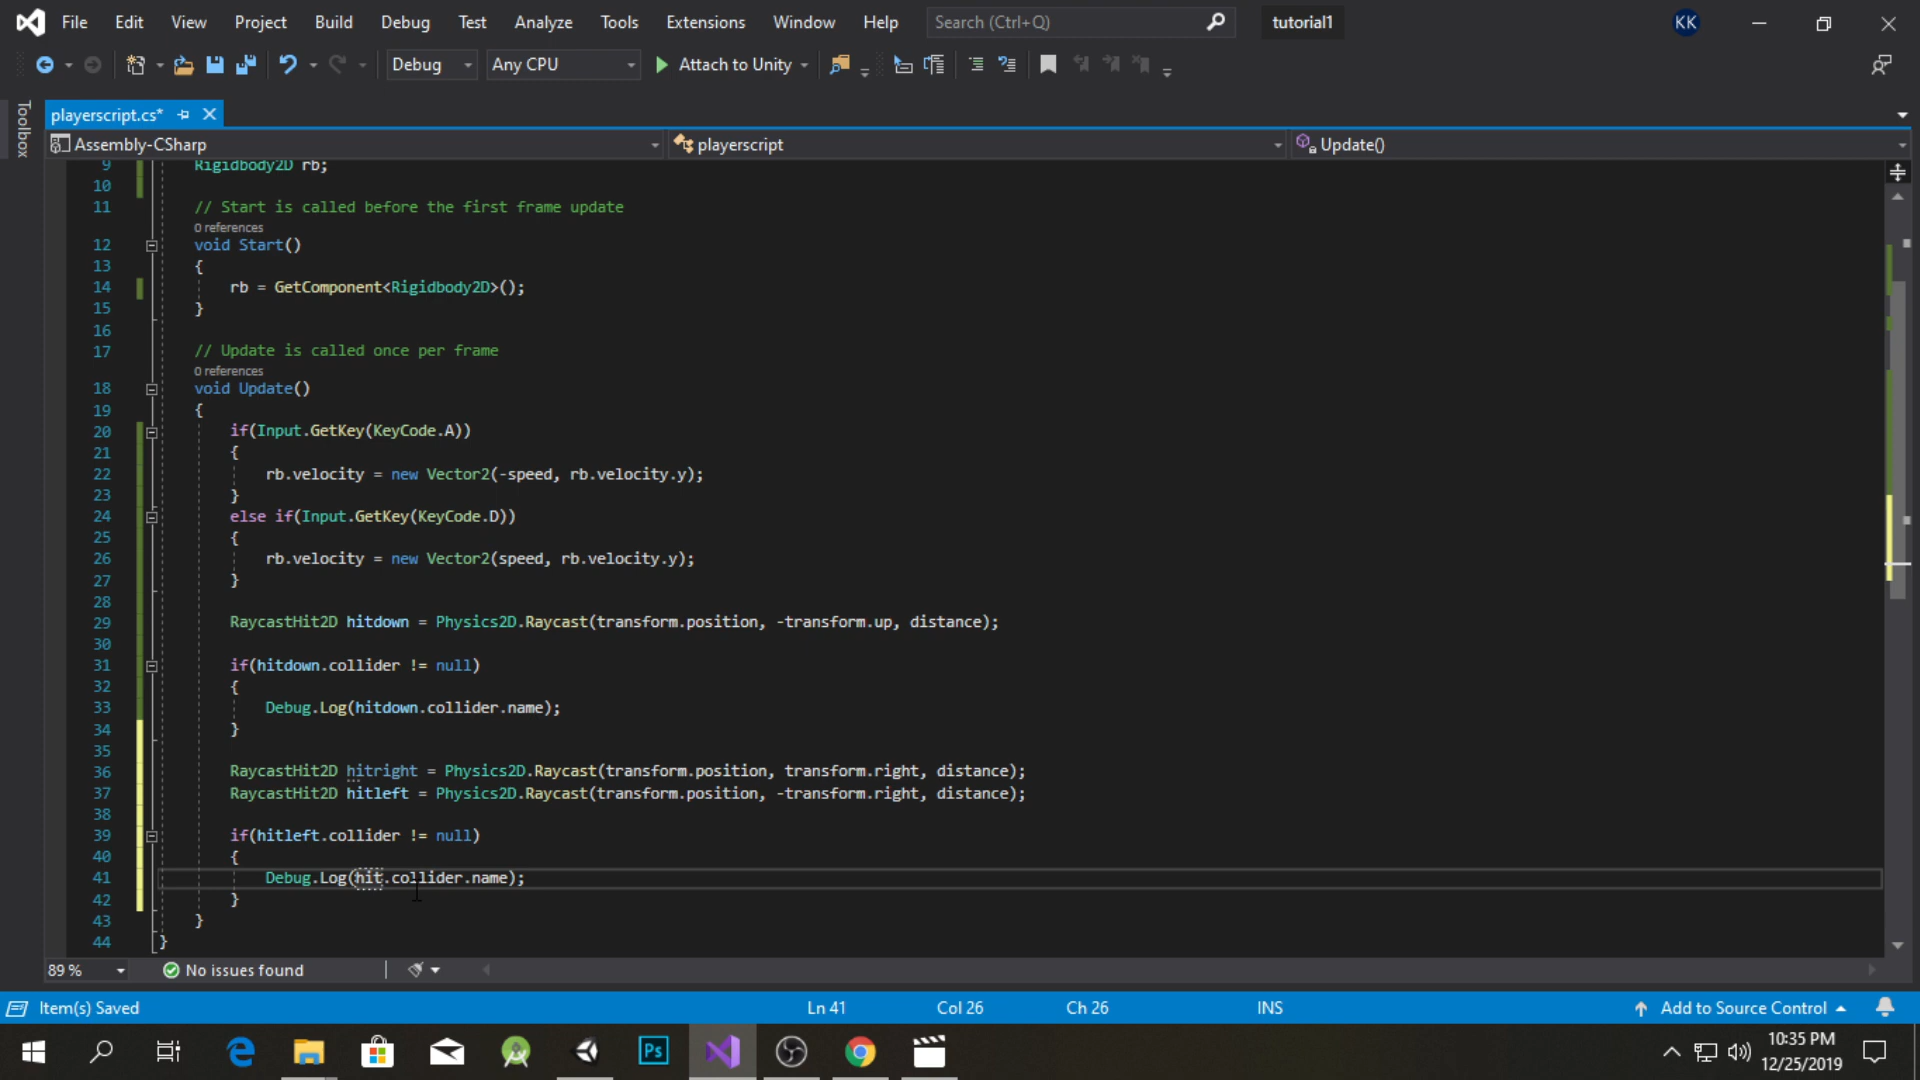 File Edit View Project Build Debug Test Analyze Tools Extensions Window Help Search (Ctrl+Q) tutorial1 KK
Debug Any CPU Attach to Unity
Toolbox
playerscript.cs*
Assembly-CSharp playerscript Update()
9 Rigidbody2D rb;
10
11 // Start is called before the first frame update
0 references
12 void Start()
13 {
14 rb = GetComponent<Rigidbody2D>();
15 }
16
17 // Update is called once per frame
0 references
18 void Update()
19 {
20 if(Input.GetKey(KeyCode.A))
21 {
22 rb.velocity = new Vector2(-speed, rb.velocity.y);
23 }
24 else if(Input.GetKey(KeyCode.D))
25 {
26 rb.velocity = new Vector2(speed, rb.velocity.y);
27 }
28
29 RaycastHit2D hitdown = Physics2D.Raycast(transform.position, -transform.up, distance);
30
31 if(hitdown.collider != null)
32 {
33 Debug.Log(hitdown.collider.name);
34 }
35
36 RaycastHit2D hitright = Physics2D.Raycast(transform.position, transform.right, distance);
37 RaycastHit2D hitleft = Physics2D.Raycast(transform.position, -transform.right, distance);
38
39 if(hitleft.collider != null)
40 {
41 Debug.Log(hit.collider.name);
42 }
43 }
44 }
89 % No issues found
Item(s) Saved Ln 41 Col 26 Ch 26 INS Add to Source Control
Ps 10:35 PM
12/25/2019